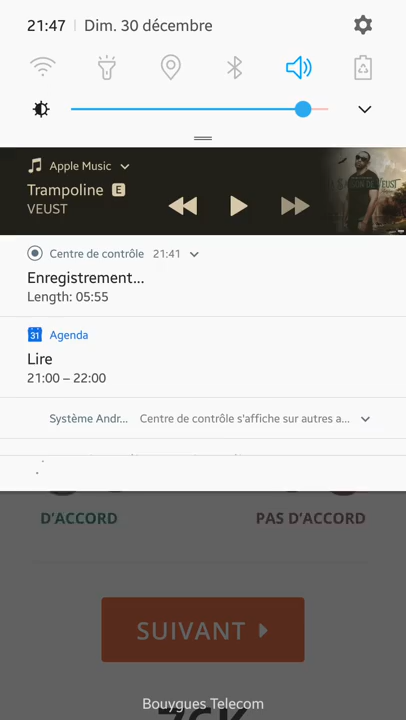 21:47 Dim. 30 décembre
Apple Music
Trampoline E
VEUST
Centre de contrôle 21:41
Enregistrement...
Length: 05:55
31 Agenda
Lire
21:00 – 22:00
Système Andr... Centre de contrôle s'affiche sur autres a...
D'ACCORD PAS D'ACCORD
SUIVANT
Bouygues Telecom